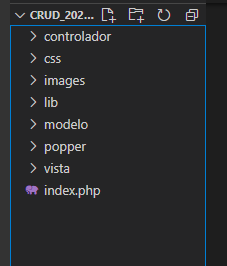 CRUD_202...
controlador
css
images
lib
modelo
popper
vista
index.php